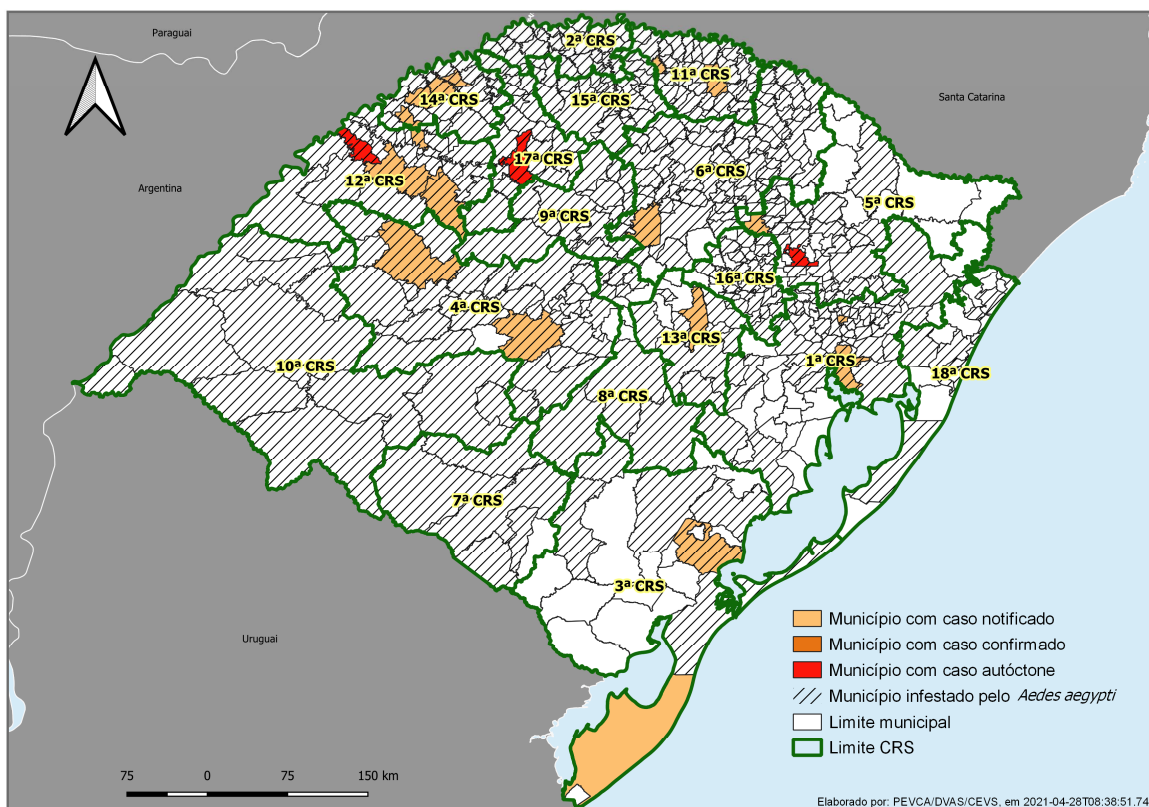 Paraguai
Santa Catarina
Argentina
Uruguai
2ª CRS
11ª CRS
14ª CRS
15ª CRS
17ª CRS
12ª CRS
6ª CRS
5ª CRS
9ª CRS
16ª CRS
4ª CRS
13ª CRS
10ª CRS
1ª CRS
18ª CRS
8ª CRS
7ª CRS
3ª CRS
Município com caso notificado
Município com caso confirmado
Município com caso autóctone
Município infestado pelo Aedes aegypti
Limite municipal
Limite CRS
75 0 75 150 km
Elaborado por: PEVCA/DVAS/CEVS, em 2021-04-28T08:38:51.74